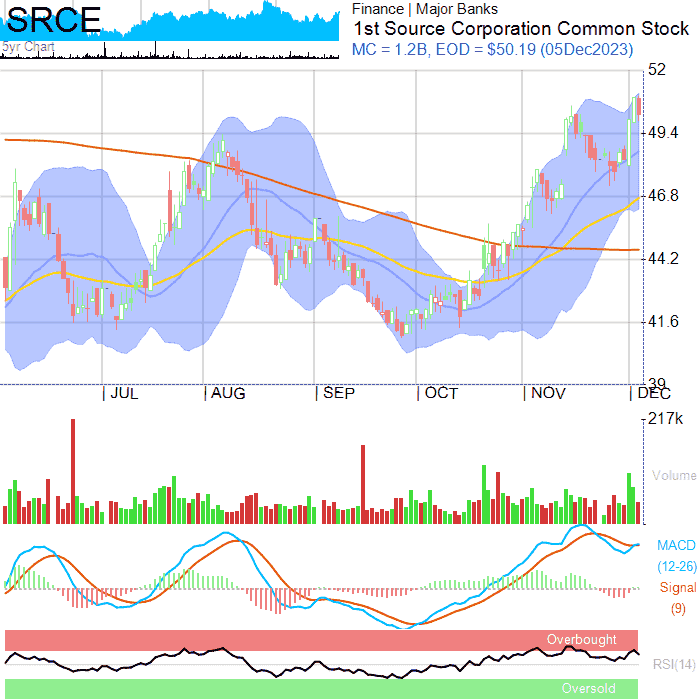 SRCE
5yr Chart
Finance | Major Banks
1st Source Corporation Common Stock
MC = 1.2B, EOD = $50.19 (05Dec2023)
52
49.4
46.8
44.2
41.6
39
| JUL | AUG | SEP | OCT | NOV | DEC
217k
Volume
MACD
(12-26)
Signal
(9)
Overbought
RSI(14)
Oversold